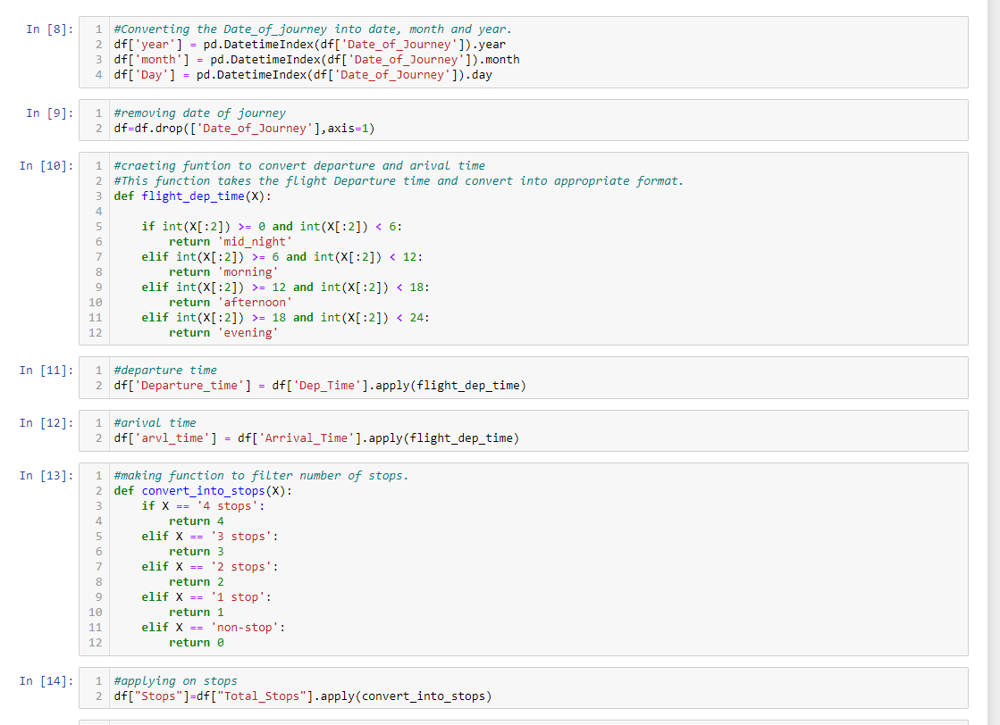 In [8]:
1 #Converting the Date_of_journey into date, month and year.
2 df['year'] = pd.DatetimeIndex(df['Date_of_Journey']).year
3 df['month'] = pd.DatetimeIndex(df['Date_of_Journey']).month
4 df['Day'] = pd.DatetimeIndex(df['Date_of_Journey']).day
In [9]:
1 #removing date of journey
2 df=df.drop(['Date_of_Journey'],axis=1)
In [10]:
1 #craeting funtion to convert departure and arival time
2 #This function takes the flight Departure time and convert into appropriate format.
3 def flight_dep_time(X):
4
5     if int(X[:2]) >= 0 and int(X[:2]) < 6:
6         return 'mid_night'
7     elif int(X[:2]) >= 6 and int(X[:2]) < 12:
8         return 'morning'
9     elif int(X[:2]) >= 12 and int(X[:2]) < 18:
10         return 'afternoon'
11     elif int(X[:2]) >= 18 and int(X[:2]) < 24:
12         return 'evening'
In [11]:
1 #departure time
2 df['Departure_time'] = df['Dep_Time'].apply(flight_dep_time)
In [12]:
1 #arival time
2 df['arvl_time'] = df['Arrival_Time'].apply(flight_dep_time)
In [13]:
1 #making function to filter number of stops.
2 def convert_into_stops(X):
3     if X == '4 stops':
4         return 4
5     elif X == '3 stops':
6         return 3
7     elif X == '2 stops':
8         return 2
9     elif X == '1 stop':
10         return 1
11     elif X == 'non-stop':
12         return 0
In [14]:
1 #applying on stops
2 df["Stops"]=df["Total_Stops"].apply(convert_into_stops)